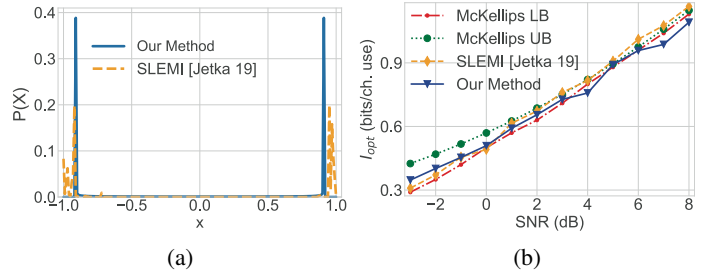 P(X)
0.4
0.3
0.2
0.1
0.0
-1.0 -0.5 0.0 0.5 1.0
x
Our Method
SLEMI [Jetka 19]
(a)
I_opt (bits/ch. use)
0.9
0.6
0.3
−2 0 2 4 6 8
SNR (dB)
McKellips LB
McKellips UB
SLEMI [Jetka 19]
Our Method
(b)